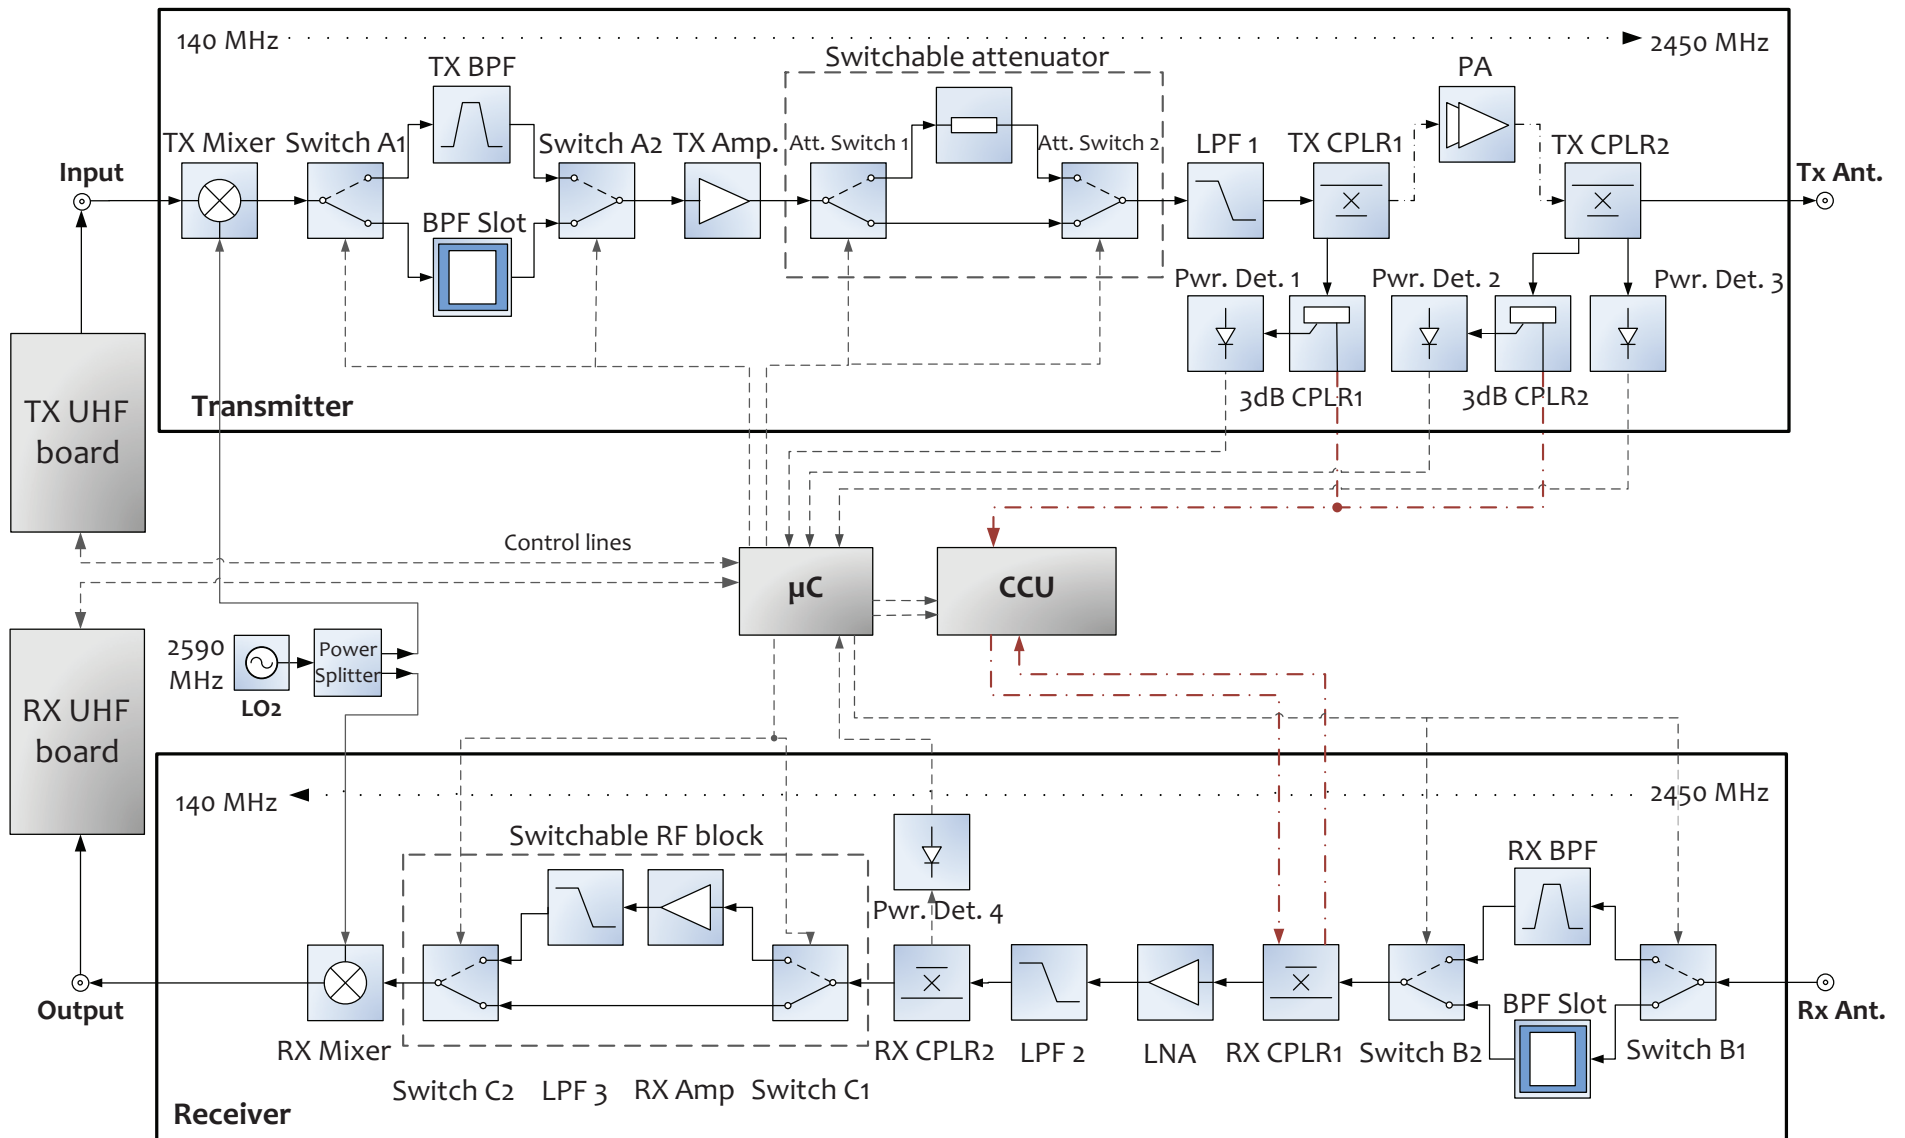 140 MHz
2450 MHz
Switchable attenuator
TX BPF
PA
TX Mixer
Switch A1
Switch A2
TX Amp.
Att. Switch 1
Att. Switch 2
LPF 1
TX CPLR1
TX CPLR2
Input
Tx Ant.
BPF Slot
Pwr. Det. 1
Pwr. Det. 2
Pwr. Det. 3
3dB CPLR1
3dB CPLR2
Transmitter
TX UHF
board
Control lines
µC
CCU
2590
MHz
LO2
Power
Splitter
RX UHF
board
140 MHz
2450 MHz
Switchable RF block
RX BPF
Pwr. Det. 4
BPF Slot
Output
Rx Ant.
RX Mixer
Switch C2
LPF 3
RX Amp
Switch C1
RX CPLR2
LPF 2
LNA
RX CPLR1
Switch B2
Switch B1
Receiver